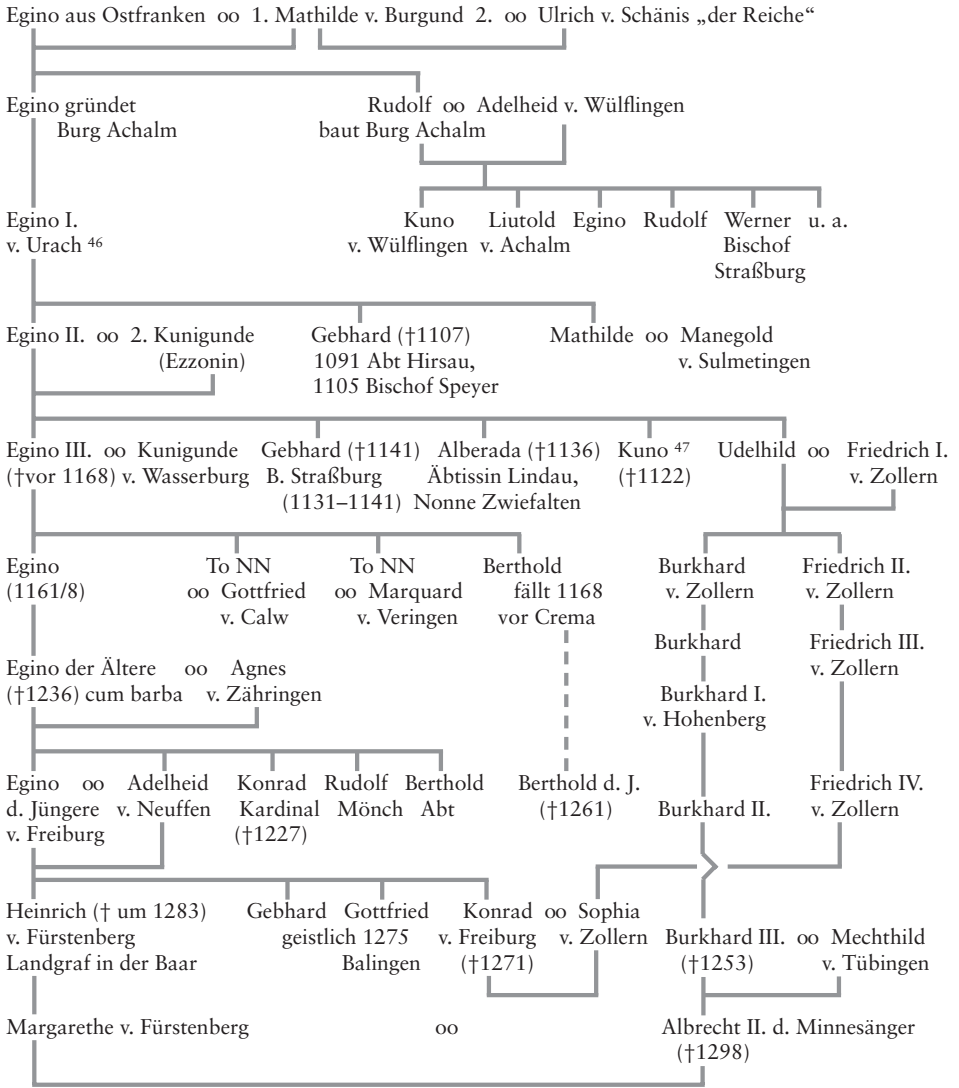 Egino aus Ostfranken oo 1. Mathilde v. Burgund 2. oo Ulrich v. Schänis „der Reiche“
Egino gründet Rudolf oo Adelheid v. Wülflingen
Burg Achalm baut Burg Achalm
Egino I. Kuno Liutold Egino Rudolf Werner u. a.
v. Urach 46 v. Wülflingen v. Achalm Bischof
Straßburg
Egino II. oo 2. Kunigunde Gebhard (†1107) Mathilde oo Manegold
(Ezzonin) 1091 Abt Hirsau, v. Sulmetingen
1105 Bischof Speyer
Egino III. oo Kunigunde Gebhard (†1141) Alberada (†1136) Kuno 47 Udelhild oo Friedrich I.
(†vor 1168) v. Wasserburg B. Straßburg Äbtissin Lindau, (†1122) v. Zollern
(1131–1141) Nonne Zwiefalten
Egino To NN To NN Berthold Burkhard Friedrich II.
(1161/8) oo Gottfried oo Marquard fällt 1168 v. Zollern v. Zollern
v. Calw v. Veringen vor Crema
Burkhard Friedrich III.
Egino der Ältere oo Agnes v. Zollern
(†1236) cum barba v. Zähringen Burkhard I.
v. Hohenberg
Egino oo Adelheid Konrad Rudolf Berthold Berthold d. J. Friedrich IV.
d. Jüngere v. Neuffen Kardinal Mönch Abt (†1261) Burkhard II. v. Zollern
v. Freiburg (†1227)
Heinrich († um 1283) Gebhard Gottfried Konrad oo Sophia
v. Fürstenberg geistlich 1275 v. Freiburg v. Zollern Burkhard III. oo Mechthild
Landgraf in der Baar Balingen (†1271) (†1253) v. Tübingen
Margarethe v. Fürstenberg oo Albrecht II. d. Minnesänger
(†1298)